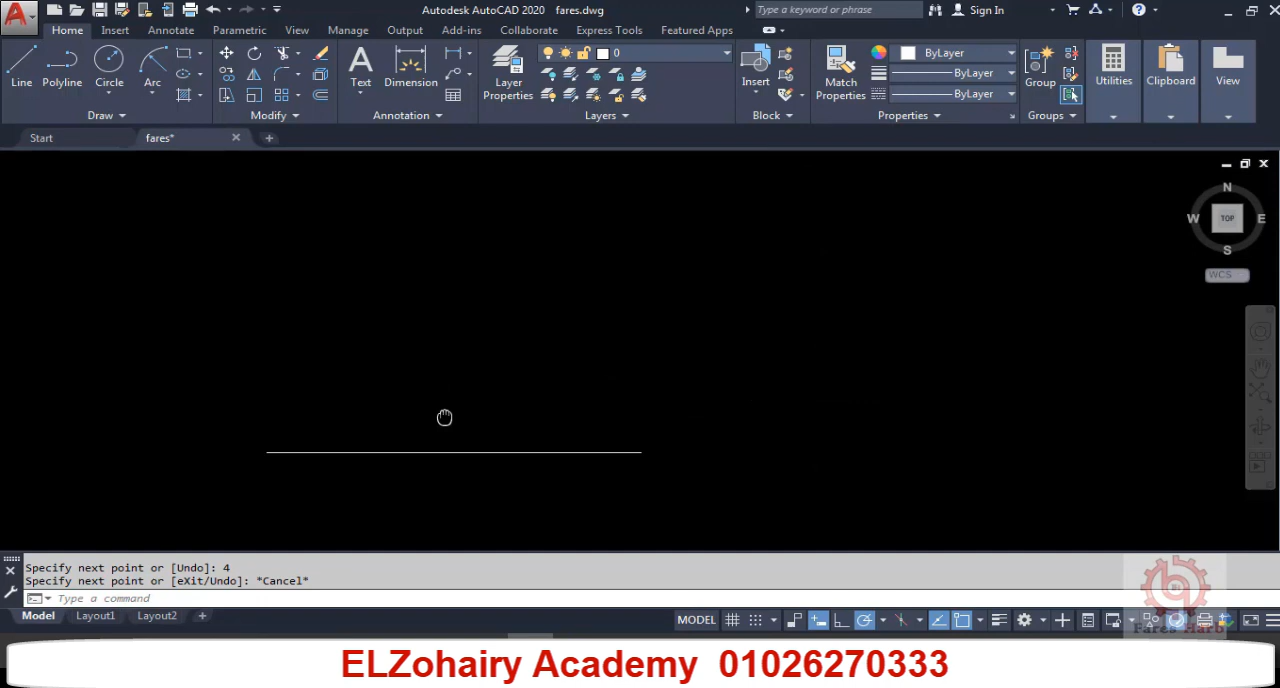 Autodesk AutoCAD 2020 fares.dwg
Type a keyword or phrase
Sign In
Home Insert Annotate Parametric View Manage Output Add-ins Collaborate Express Tools Featured Apps
Line Polyline Circle Arc
Text Dimension
Layer Properties
0
Insert
Match Properties
ByLayer
ByLayer
ByLayer
Group
Utilities
Clipboard
View
Draw Modify Annotation Layers Block Properties Groups
Start fares*
N
W TOP E
S
WCS
Specify next point or [Undo]: 4
Specify next point or [eXit/Undo]: *Cancel*
Type a command
Model Layout1 Layout2
MODEL
Fares Harb
ELZohairy Academy 01026270333